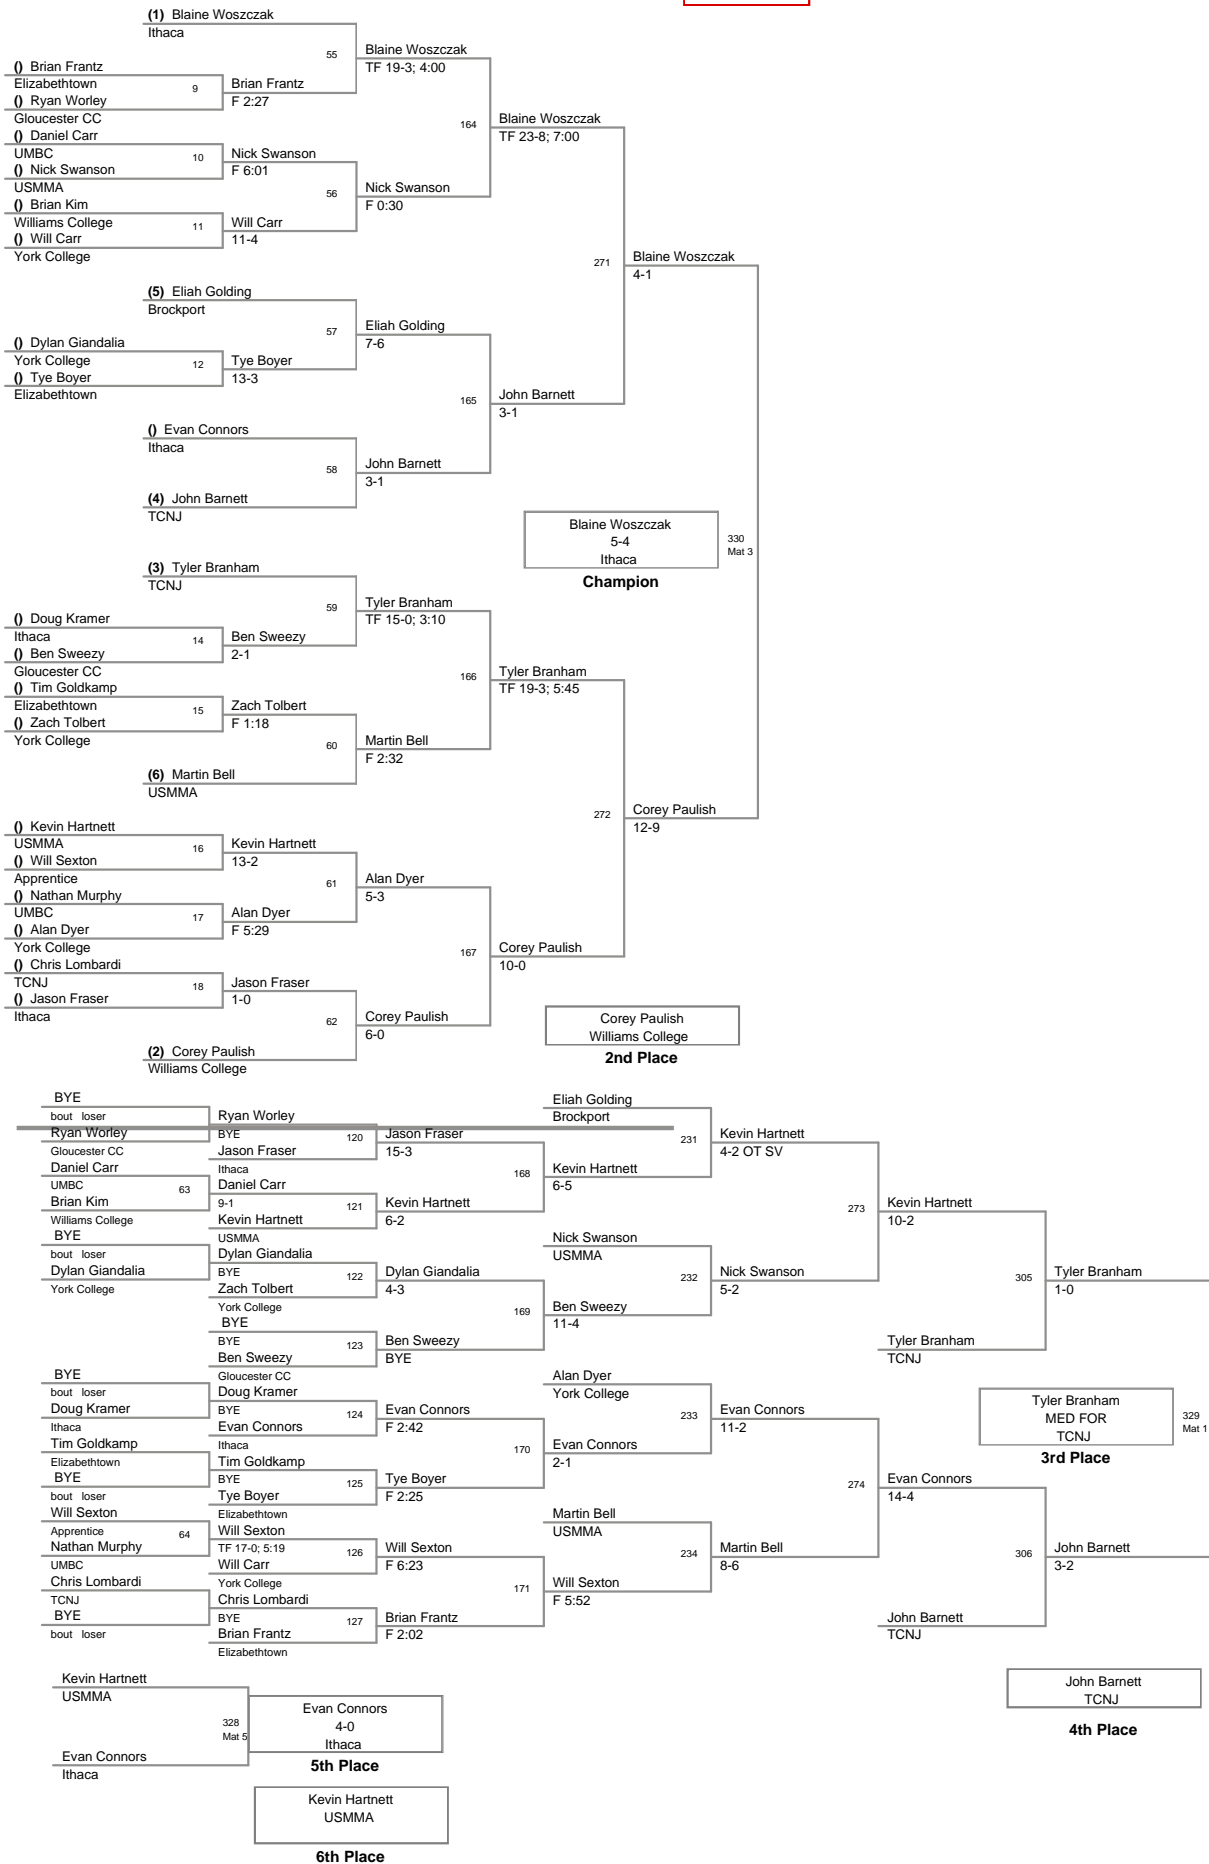 (1) Blaine Woszczak
Ithaca
55
Blaine Woszczak
TF 19-3; 4:00
() Brian Frantz
Elizabethtown
9
Brian Frantz
F 2:27
() Ryan Worley
Gloucester CC
164
Blaine Woszczak
TF 23-8; 7:00
() Daniel Carr
UMBC
10
Nick Swanson
F 6:01
() Nick Swanson
USMMA
56
Nick Swanson
F 0:30
() Brian Kim
Williams College
11
Will Carr
11-4
() Will Carr
York College
271
Blaine Woszczak
4-1
(5) Eliah Golding
Brockport
57
Eliah Golding
7-6
() Dylan Giandalia
York College
12
Tye Boyer
13-3
() Tye Boyer
Elizabethtown
165
John Barnett
3-1
() Evan Connors
Ithaca
58
John Barnett
3-1
(4) John Barnett
TCNJ
Blaine Woszczak
5-4
Ithaca
Champion
330
Mat 3
(3) Tyler Branham
TCNJ
59
Tyler Branham
TF 15-0; 3:10
() Doug Kramer
Ithaca
14
Ben Sweezy
2-1
() Ben Sweezy
Gloucester CC
166
Tyler Branham
TF 19-3; 5:45
() Tim Goldkamp
Elizabethtown
15
Zach Tolbert
F 1:18
() Zach Tolbert
York College
60
Martin Bell
F 2:32
(6) Martin Bell
USMMA
272
Corey Paulish
12-9
() Kevin Hartnett
USMMA
16
Kevin Hartnett
13-2
() Will Sexton
Apprentice
61
Alan Dyer
5-3
() Nathan Murphy
UMBC
17
Alan Dyer
F 5:29
() Alan Dyer
York College
167
Corey Paulish
10-0
() Chris Lombardi
TCNJ
18
Jason Fraser
1-0
() Jason Fraser
Ithaca
62
Corey Paulish
6-0
(2) Corey Paulish
Williams College
Corey Paulish
Williams College
2nd Place
BYE
bout loser
Ryan Worley
Gloucester CC
Ryan Worley
BYE
120
Jason Fraser
Ithaca
Jason Fraser
15-3
Eliah Golding
Brockport
231
Kevin Hartnett
4-2 OT SV
168
Kevin Hartnett
6-5
Daniel Carr
UMBC
63
Brian Kim
Williams College
Daniel Carr
9-1
121
Kevin Hartnett
USMMA
Kevin Hartnett
6-2
273
Kevin Hartnett
10-2
BYE
bout loser
Dylan Giandalia
York College
Dylan Giandalia
BYE
122
Zach Tolbert
York College
Dylan Giandalia
4-3
Nick Swanson
USMMA
232
Nick Swanson
5-2
169
Ben Sweezy
11-4
BYE
BYE
123
Ben Sweezy
Gloucester CC
Ben Sweezy
BYE
305
Tyler Branham
1-0
Tyler Branham
TCNJ
BYE
bout loser
Doug Kramer
Ithaca
Doug Kramer
BYE
124
Evan Connors
Ithaca
Evan Connors
F 2:42
Alan Dyer
York College
233
Evan Connors
11-2
170
Evan Connors
2-1
Tyler Branham
MED FOR
TCNJ
3rd Place
329
Mat 1
Tim Goldkamp
Elizabethtown
BYE
bout loser
Tim Goldkamp
BYE
125
Tye Boyer
Elizabethtown
Tye Boyer
F 2:25
274
Evan Connors
14-4
Will Sexton
Apprentice
64
Nathan Murphy
UMBC
Will Sexton
TF 17-0; 5:19
126
Will Carr
York College
Will Sexton
F 6:23
Martin Bell
USMMA
234
Martin Bell
8-6
171
Will Sexton
F 5:52
306
John Barnett
3-2
Chris Lombardi
TCNJ
BYE
bout loser
Chris Lombardi
BYE
127
Brian Frantz
Elizabethtown
Brian Frantz
F 2:02
John Barnett
TCNJ
Kevin Hartnett
USMMA
328
Mat 5
Evan Connors
Ithaca
Evan Connors
4-0
Ithaca
5th Place
John Barnett
TCNJ
4th Place
Kevin Hartnett
USMMA
6th Place